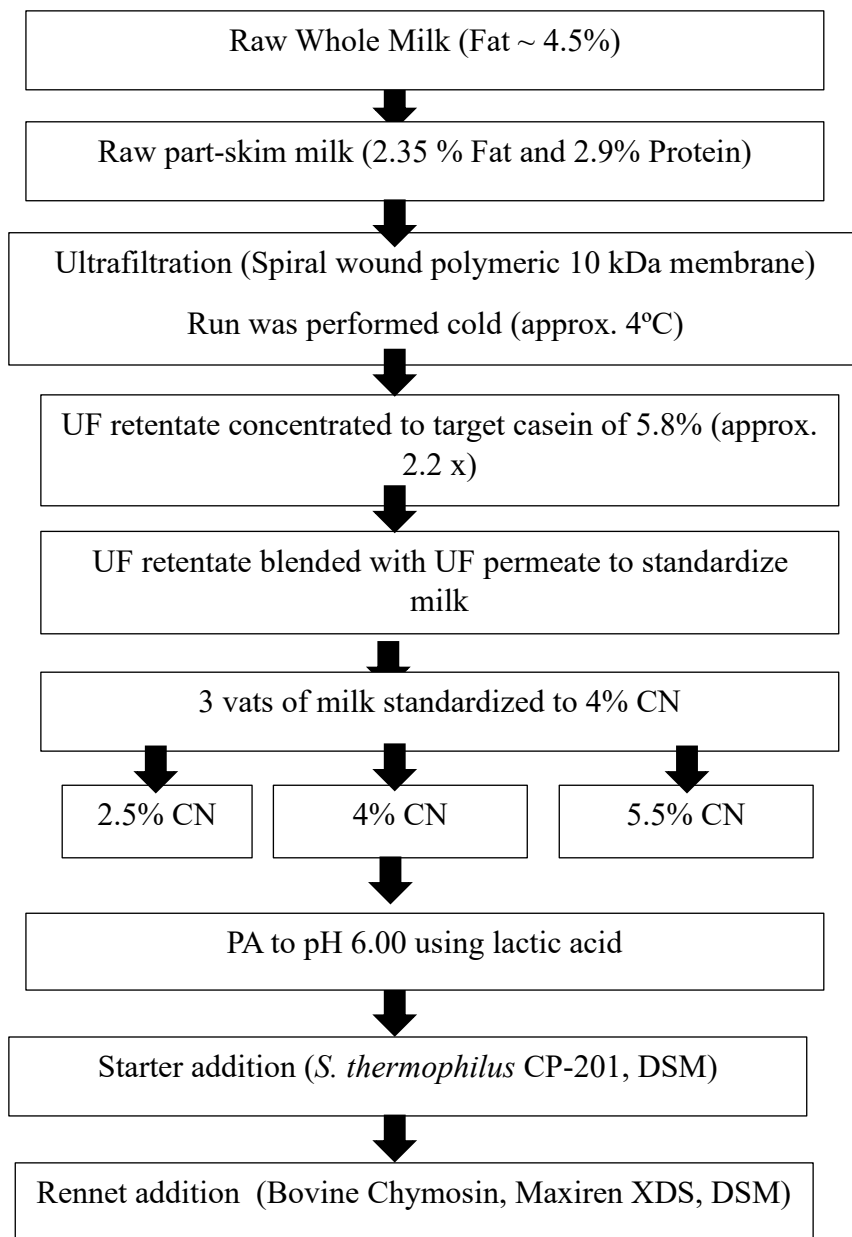 Raw Whole Milk (Fat ~ 4.5%)
Raw part-skim milk (2.35 % Fat and 2.9% Protein)
Ultrafiltration (Spiral wound polymeric 10 kDa membrane)
Run was performed cold (approx. 4ºC)
UF retentate concentrated to target casein of 5.8% (approx.
2.2 x)
UF retentate blended with UF permeate to standardize
milk
3 vats of milk standardized to 4% CN
2.5% CN
4% CN
5.5% CN
PA to pH 6.00 using lactic acid
Starter addition (S. thermophilus CP-201, DSM)
Rennet addition (Bovine Chymosin, Maxiren XDS, DSM)